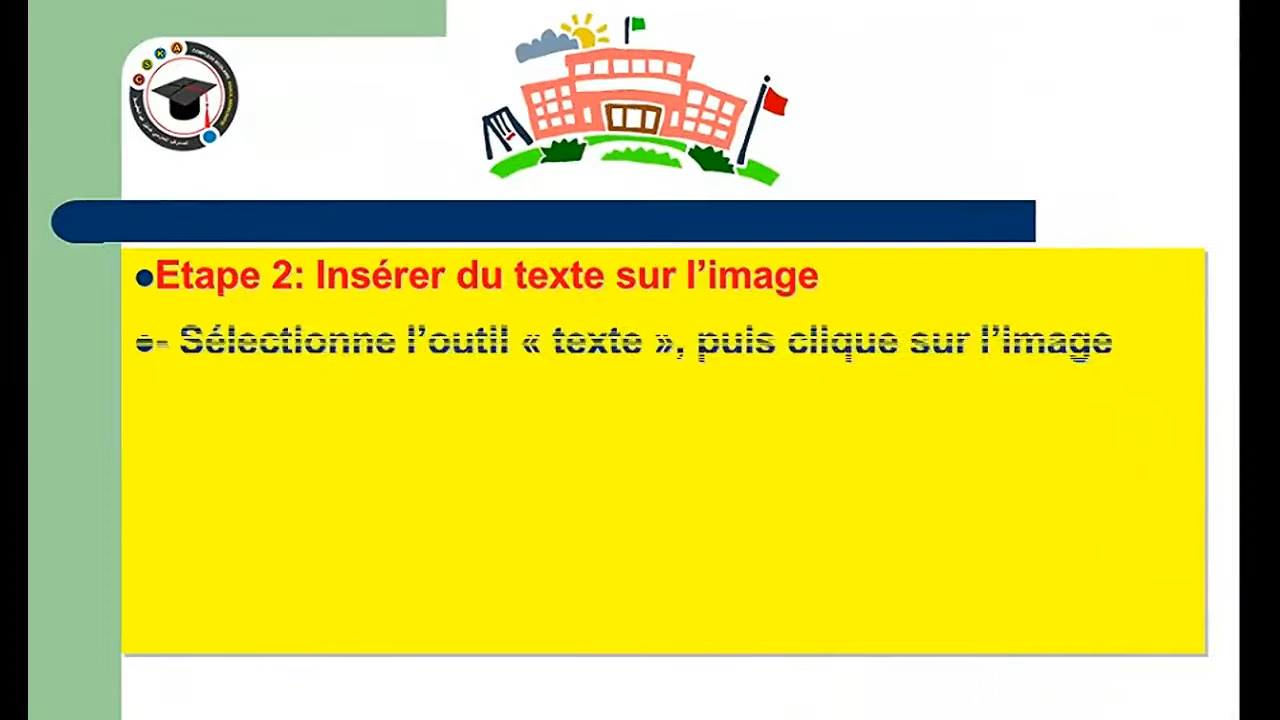 C S K A
•Etape 2: Insérer du texte sur l’image
•- Sélectionne l’outil « texte », puis clique sur l’image